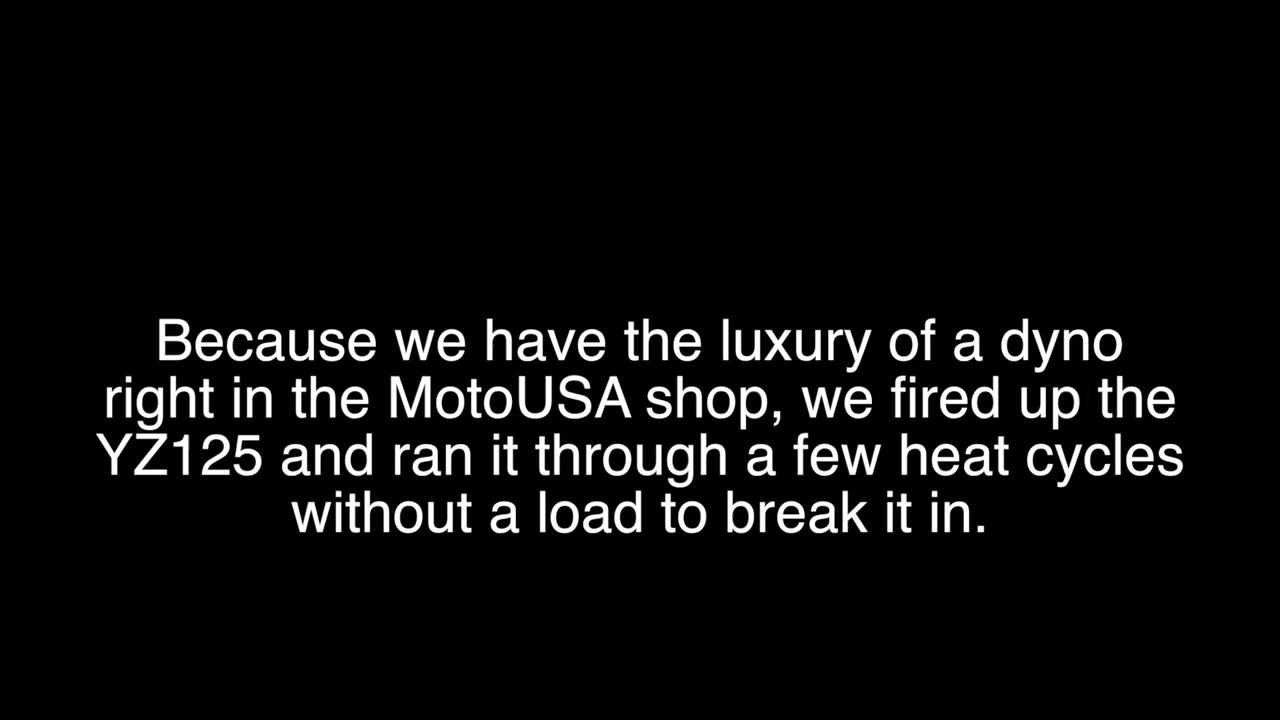 Because we have the luxury of a dyno
right in the MotoUSA shop, we fired up the
YZ125 and ran it through a few heat cycles
without a load to break it in.